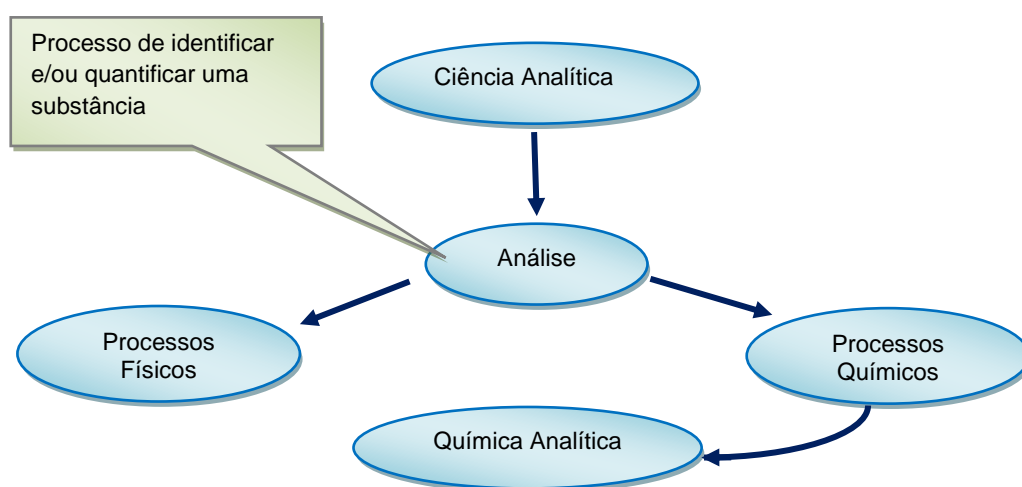 Processo de identificar
e/ou quantificar uma
substância
Ciência Analítica
Análise
Processos
Físicos
Processos
Químicos
Química Analítica